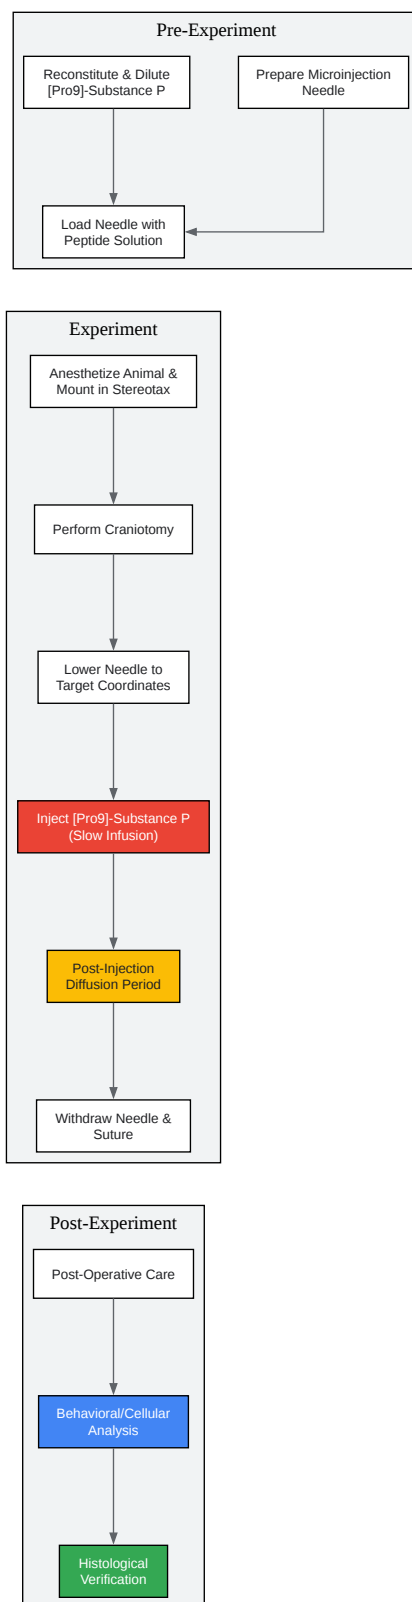 Pre-Experiment
Reconstitute & Dilute
[Pro9]-Substance P
Prepare Microinjection
Needle
Load Needle with
Peptide Solution
Experiment
Anesthetize Animal &
Mount in Stereotax
Perform Craniotomy
Lower Needle to
Target Coordinates
Inject [Pro9]-Substance P
(Slow Infusion)
Post-Injection
Diffusion Period
Withdraw Needle &
Suture
Post-Experiment
Post-Operative Care
Behavioral/Cellular
Analysis
Histological
Verification